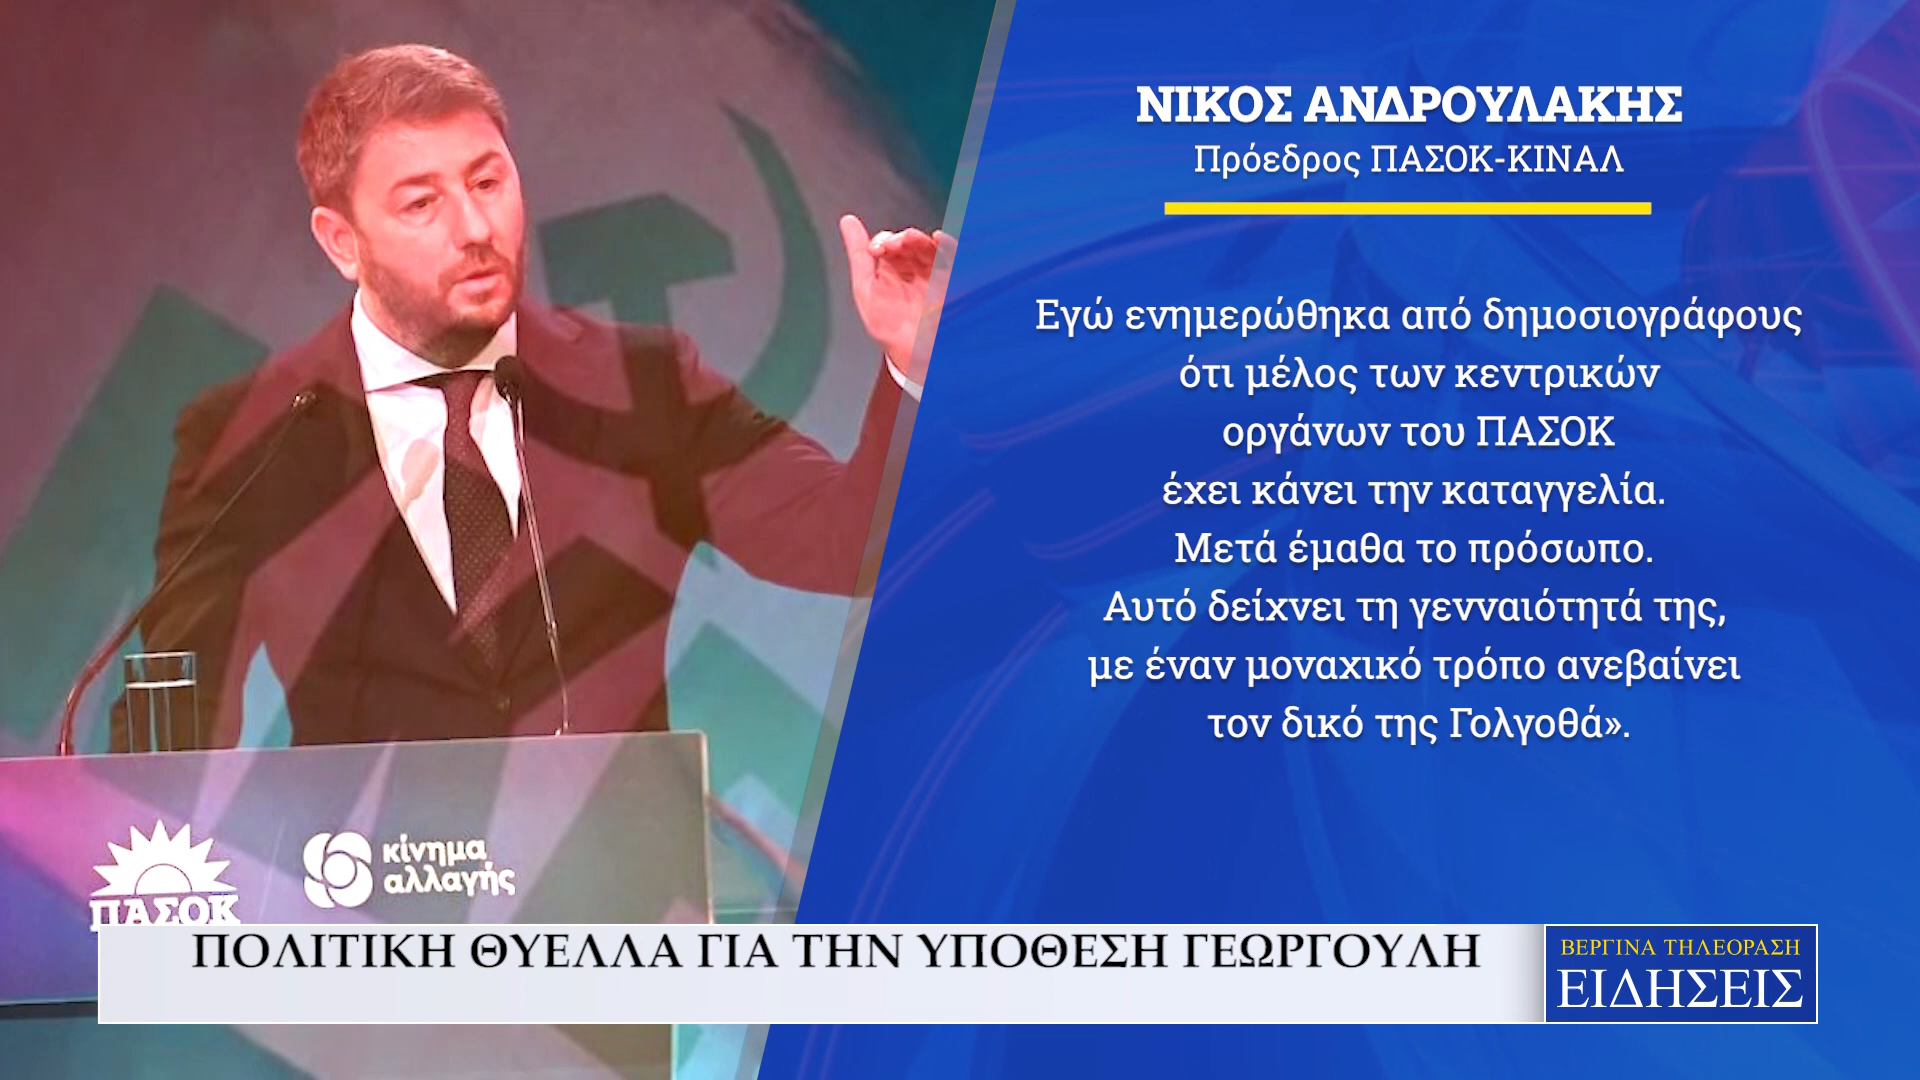 ΝΙΚΟΣ ΑΝΔΡΟΥΛΑΚΗΣ
Πρόεδρος ΠΑΣΟΚ-ΚΙΝΑΛ
Εγώ ενημερώθηκα από δημοσιογράφους
ότι μέλος των κεντρικών
οργάνων του ΠΑΣΟΚ
έχει κάνει την καταγγελία.
Μετά έμαθα το πρόσωπο.
Αυτό δείχνει τη γενναιότητά της,
με έναν μοναχικό τρόπο ανεβαίνει
τον δικό της Γολγοθά».
ΠΑΣΟΚ
κίνημα
αλλαγής
ΠΟΛΙΤΙΚΗ ΘΥΕΛΛΑ ΓΙΑ ΤΗΝ ΥΠΟΘΕΣΗ ΓΕΩΡΓΟΥΛΗ
ΒΕΡΓΙΝΑ ΤΗΛΕΟΡΑΣΗ
ΕΙΔΗΣΕΙΣ